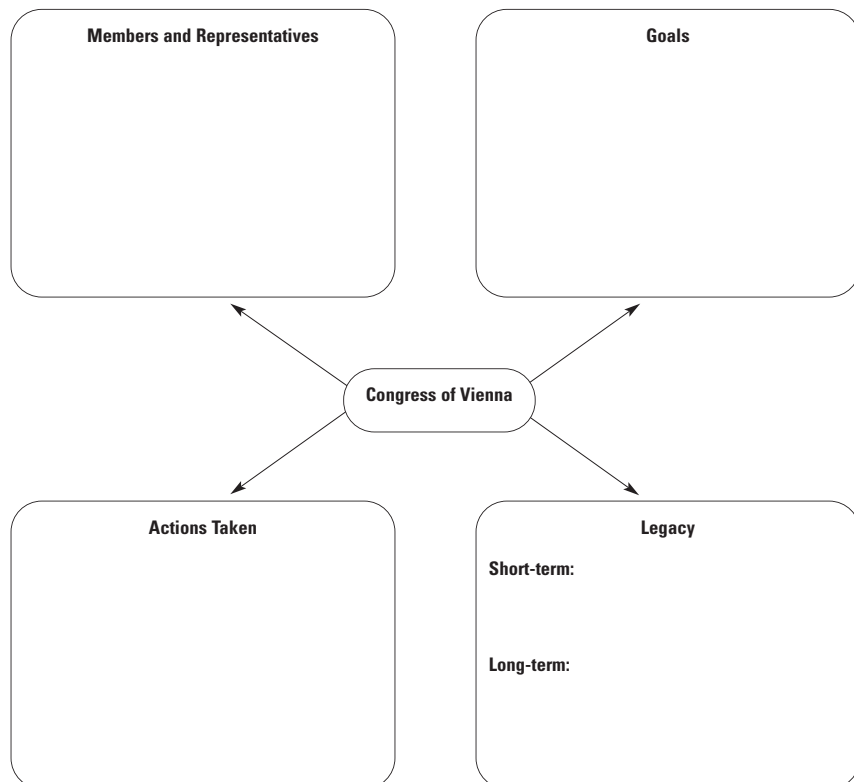 Members and Representatives
Goals
Congress of Vienna
Actions Taken
Legacy
Short-term:
Long-term: